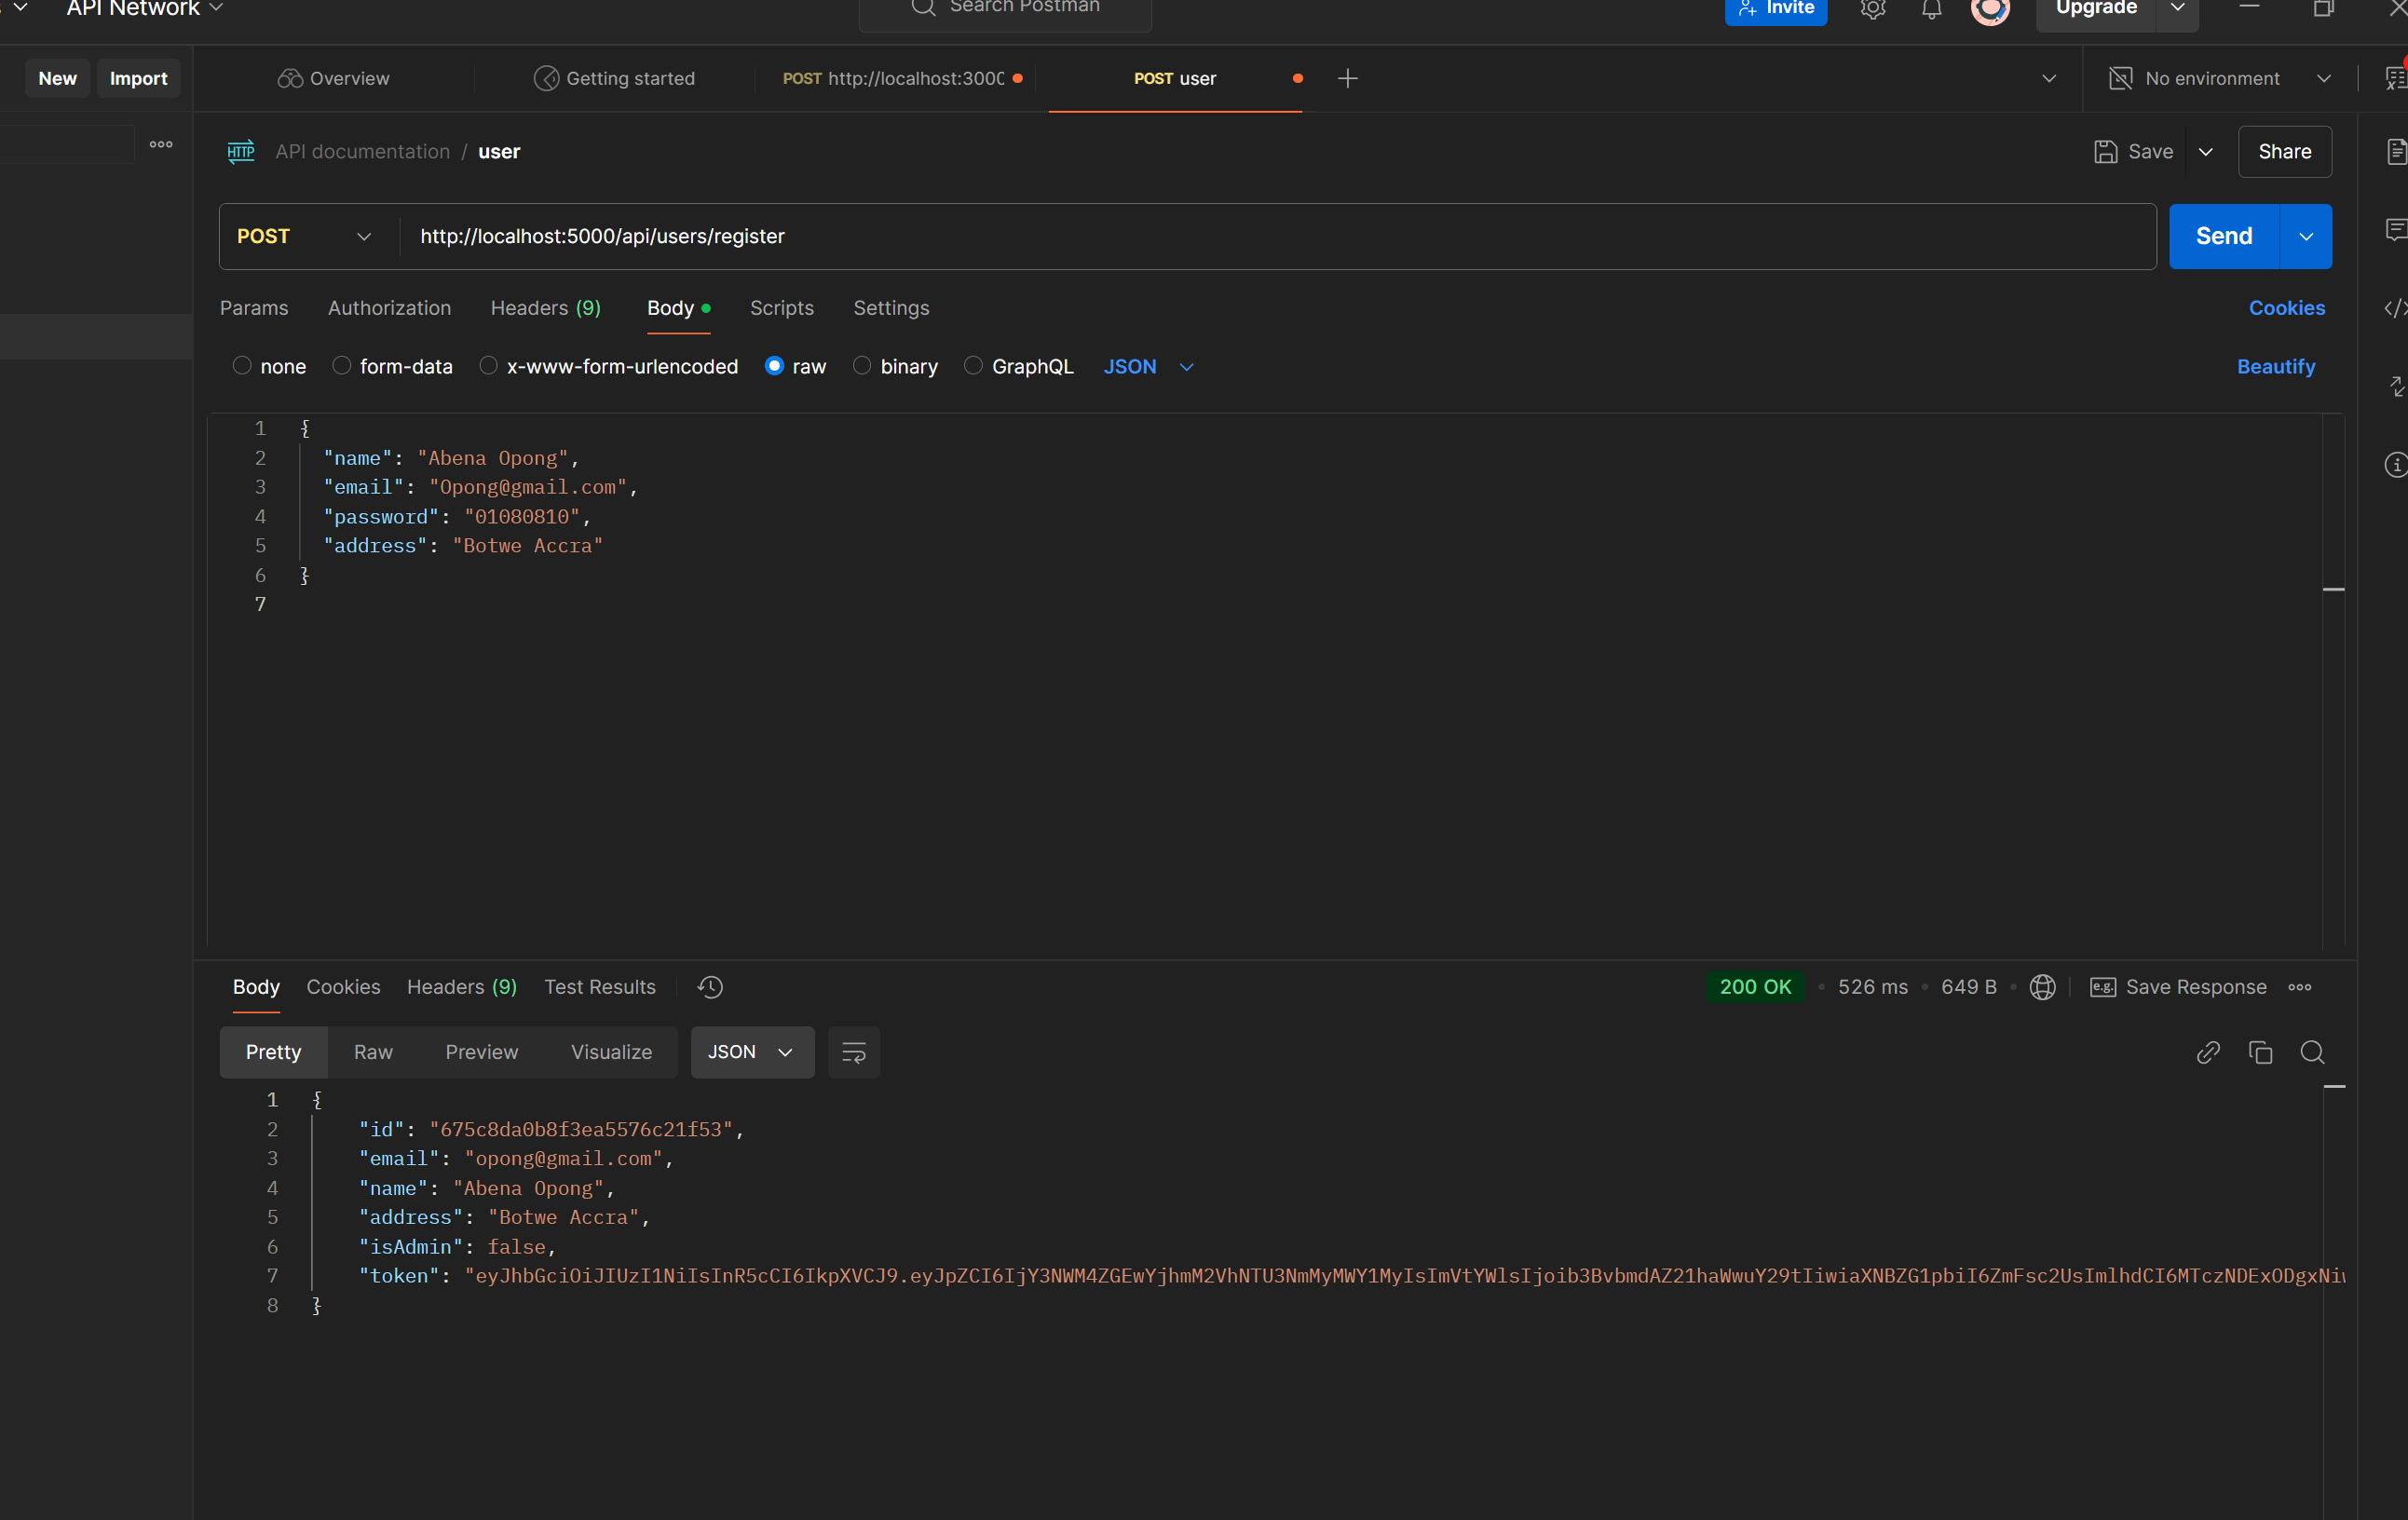 API Network
Search Postman
Invite
Upgrade
New
Import
Overview
Getting started
POST http://localhost:3000
POST user
No environment
HTTP
API documentation / user
Save
Share
POST
http://localhost:5000/api/users/register
Send
Params
Authorization
Headers (9)
Body
Scripts
Settings
Cookies
none
form-data
x-www-form-urlencoded
raw
binary
GraphQL
JSON
Beautify
1 {
2 "name": "Abena Opong",
3 "email": "Opong@gmail.com",
4 "password": "01080810",
5 "address": "Botwe Accra"
6 }
7
Body
Cookies
Headers (9)
Test Results
200 OK
526 ms
649 B
e.g.
Save Response
Pretty
Raw
Preview
Visualize
JSON
1 {
2 "id": "675c8da0b8f3ea5576c21f53",
3 "email": "opong@gmail.com",
4 "name": "Abena Opong",
5 "address": "Botwe Accra",
6 "isAdmin": false,
7 "token": "eyJhbGciOiJIUzI1NiIsInR5cCI6IkpXVCJ9.eyJpZCI6IjY3NWM4ZGEwYjhmM2VhNTU3NmMyMWY1MyIsImVtYWlsIjoib3BvbmdAZ21haWwuY29tIiwiaXNBZG1pbiI6ZmFsc2UsImlhdCI6MTczNDExODgxNiw
8 }